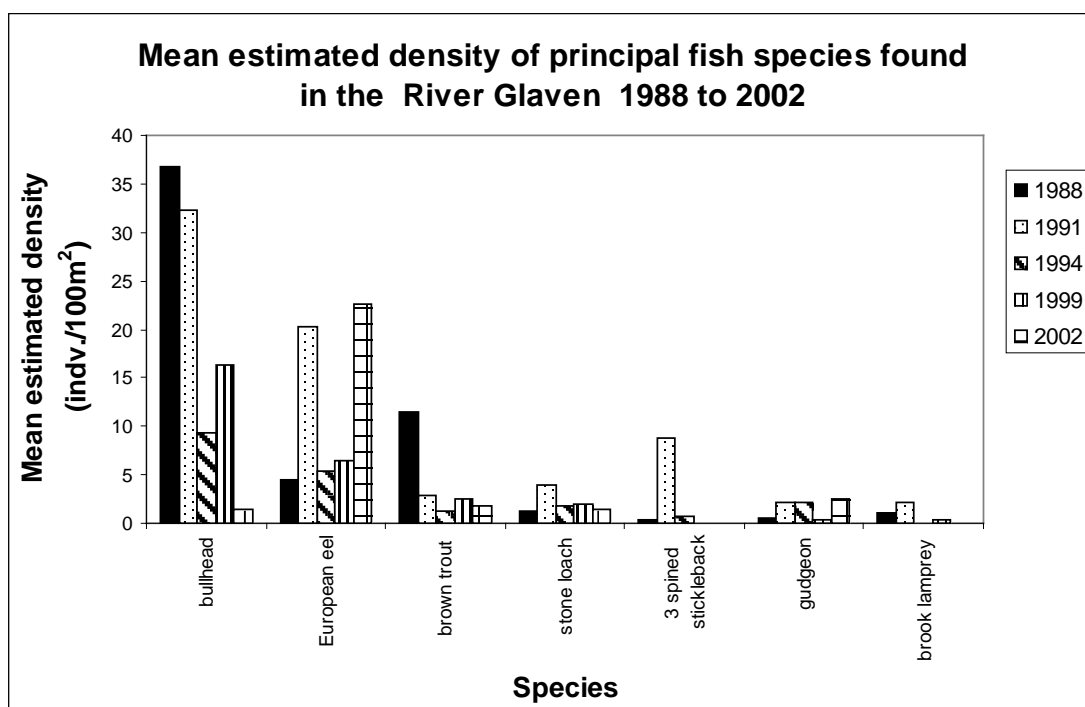 Mean estimated density of principal fish species found
in the River Glaven 1988 to 2002
Mean estimated density
(indv./100m²)
40
35
30
25
20
15
10
5
0
bullhead
European eel
brown trout
stone loach
3 spined
stickleback
gudgeon
brook lamprey
Species
1988
1991
1994
1999
2002